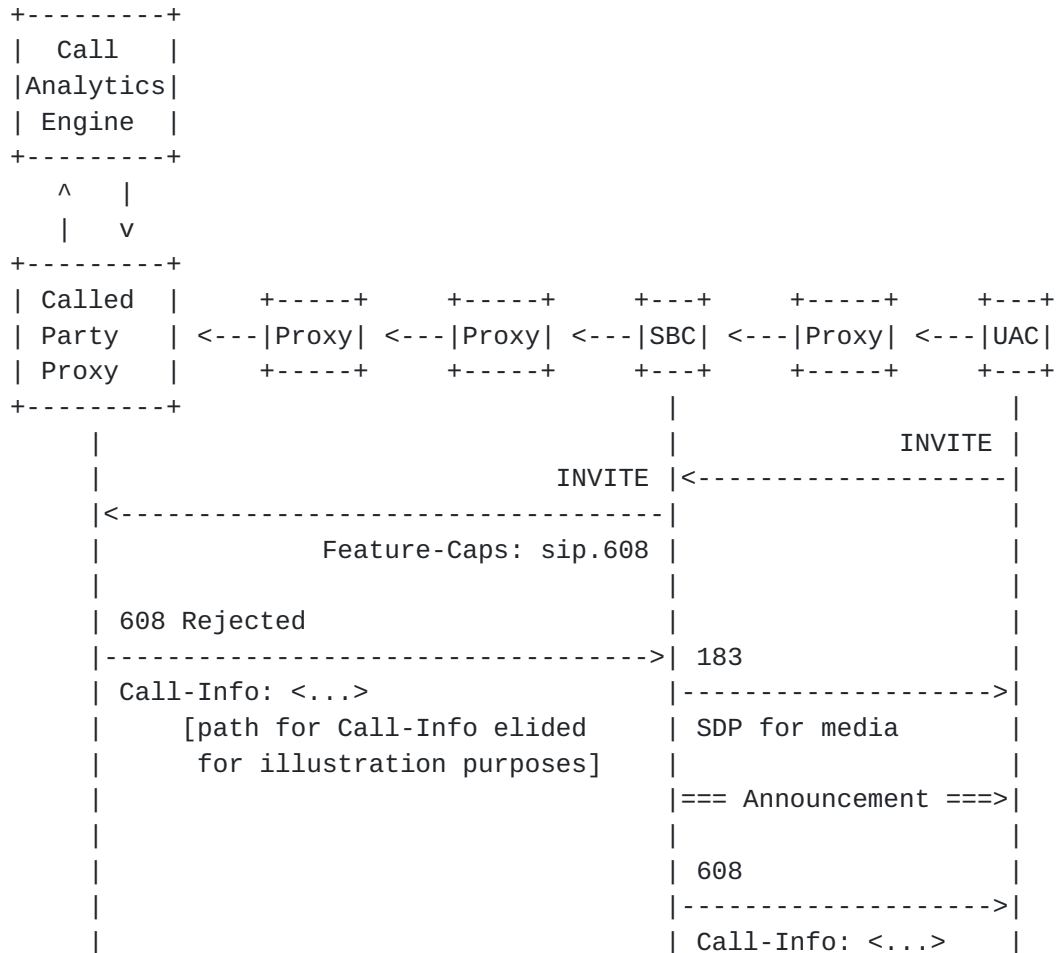 +---------+
|  Call   |
|Analytics|
| Engine  |
+---------+
   ^   |
   |   v
+---------+
| Called  |     +-----+     +-----+     +---+     +-----+     +---+
| Party   | <---|Proxy| <---|Proxy| <---|SBC| <---|Proxy| <---|UAC|
| Proxy   |     +-----+     +-----+     +---+     +-----+     +---+
+---------+                               |                     |
     |                                    |              INVITE |
     |                             INVITE |<--------------------|
     |<-----------------------------------|                     |
     |              Feature-Caps: sip.608 |                     |
     |                                    |                     |
     | 608 Rejected                       |                     |
     |----------------------------------->| 183                 |
     | Call-Info: <...>                   |-------------------->|
     |     [path for Call-Info elided     | SDP for media       |
     |      for illustration purposes]    |                     |
     |                                    |=== Announcement ===>|
     |                                    |                     |
     |                                    | 608                 |
     |                                    |-------------------->|
     |                                    | Call-Info: <...>    |